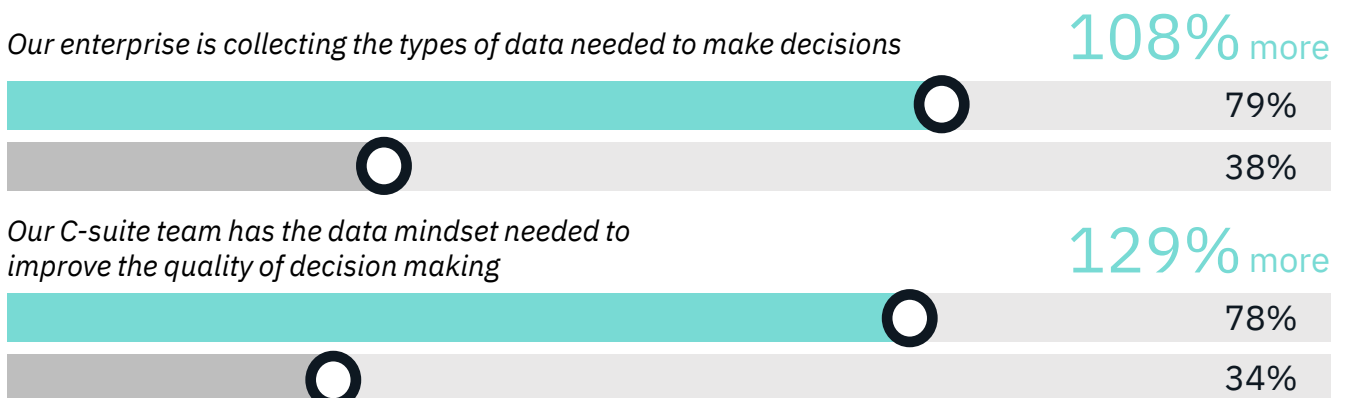 Our enterprise is collecting the types of data needed to make decisions
108% more
79%
38%
Our C-suite team has the data mindset needed to
improve the quality of decision making
129% more
78%
34%